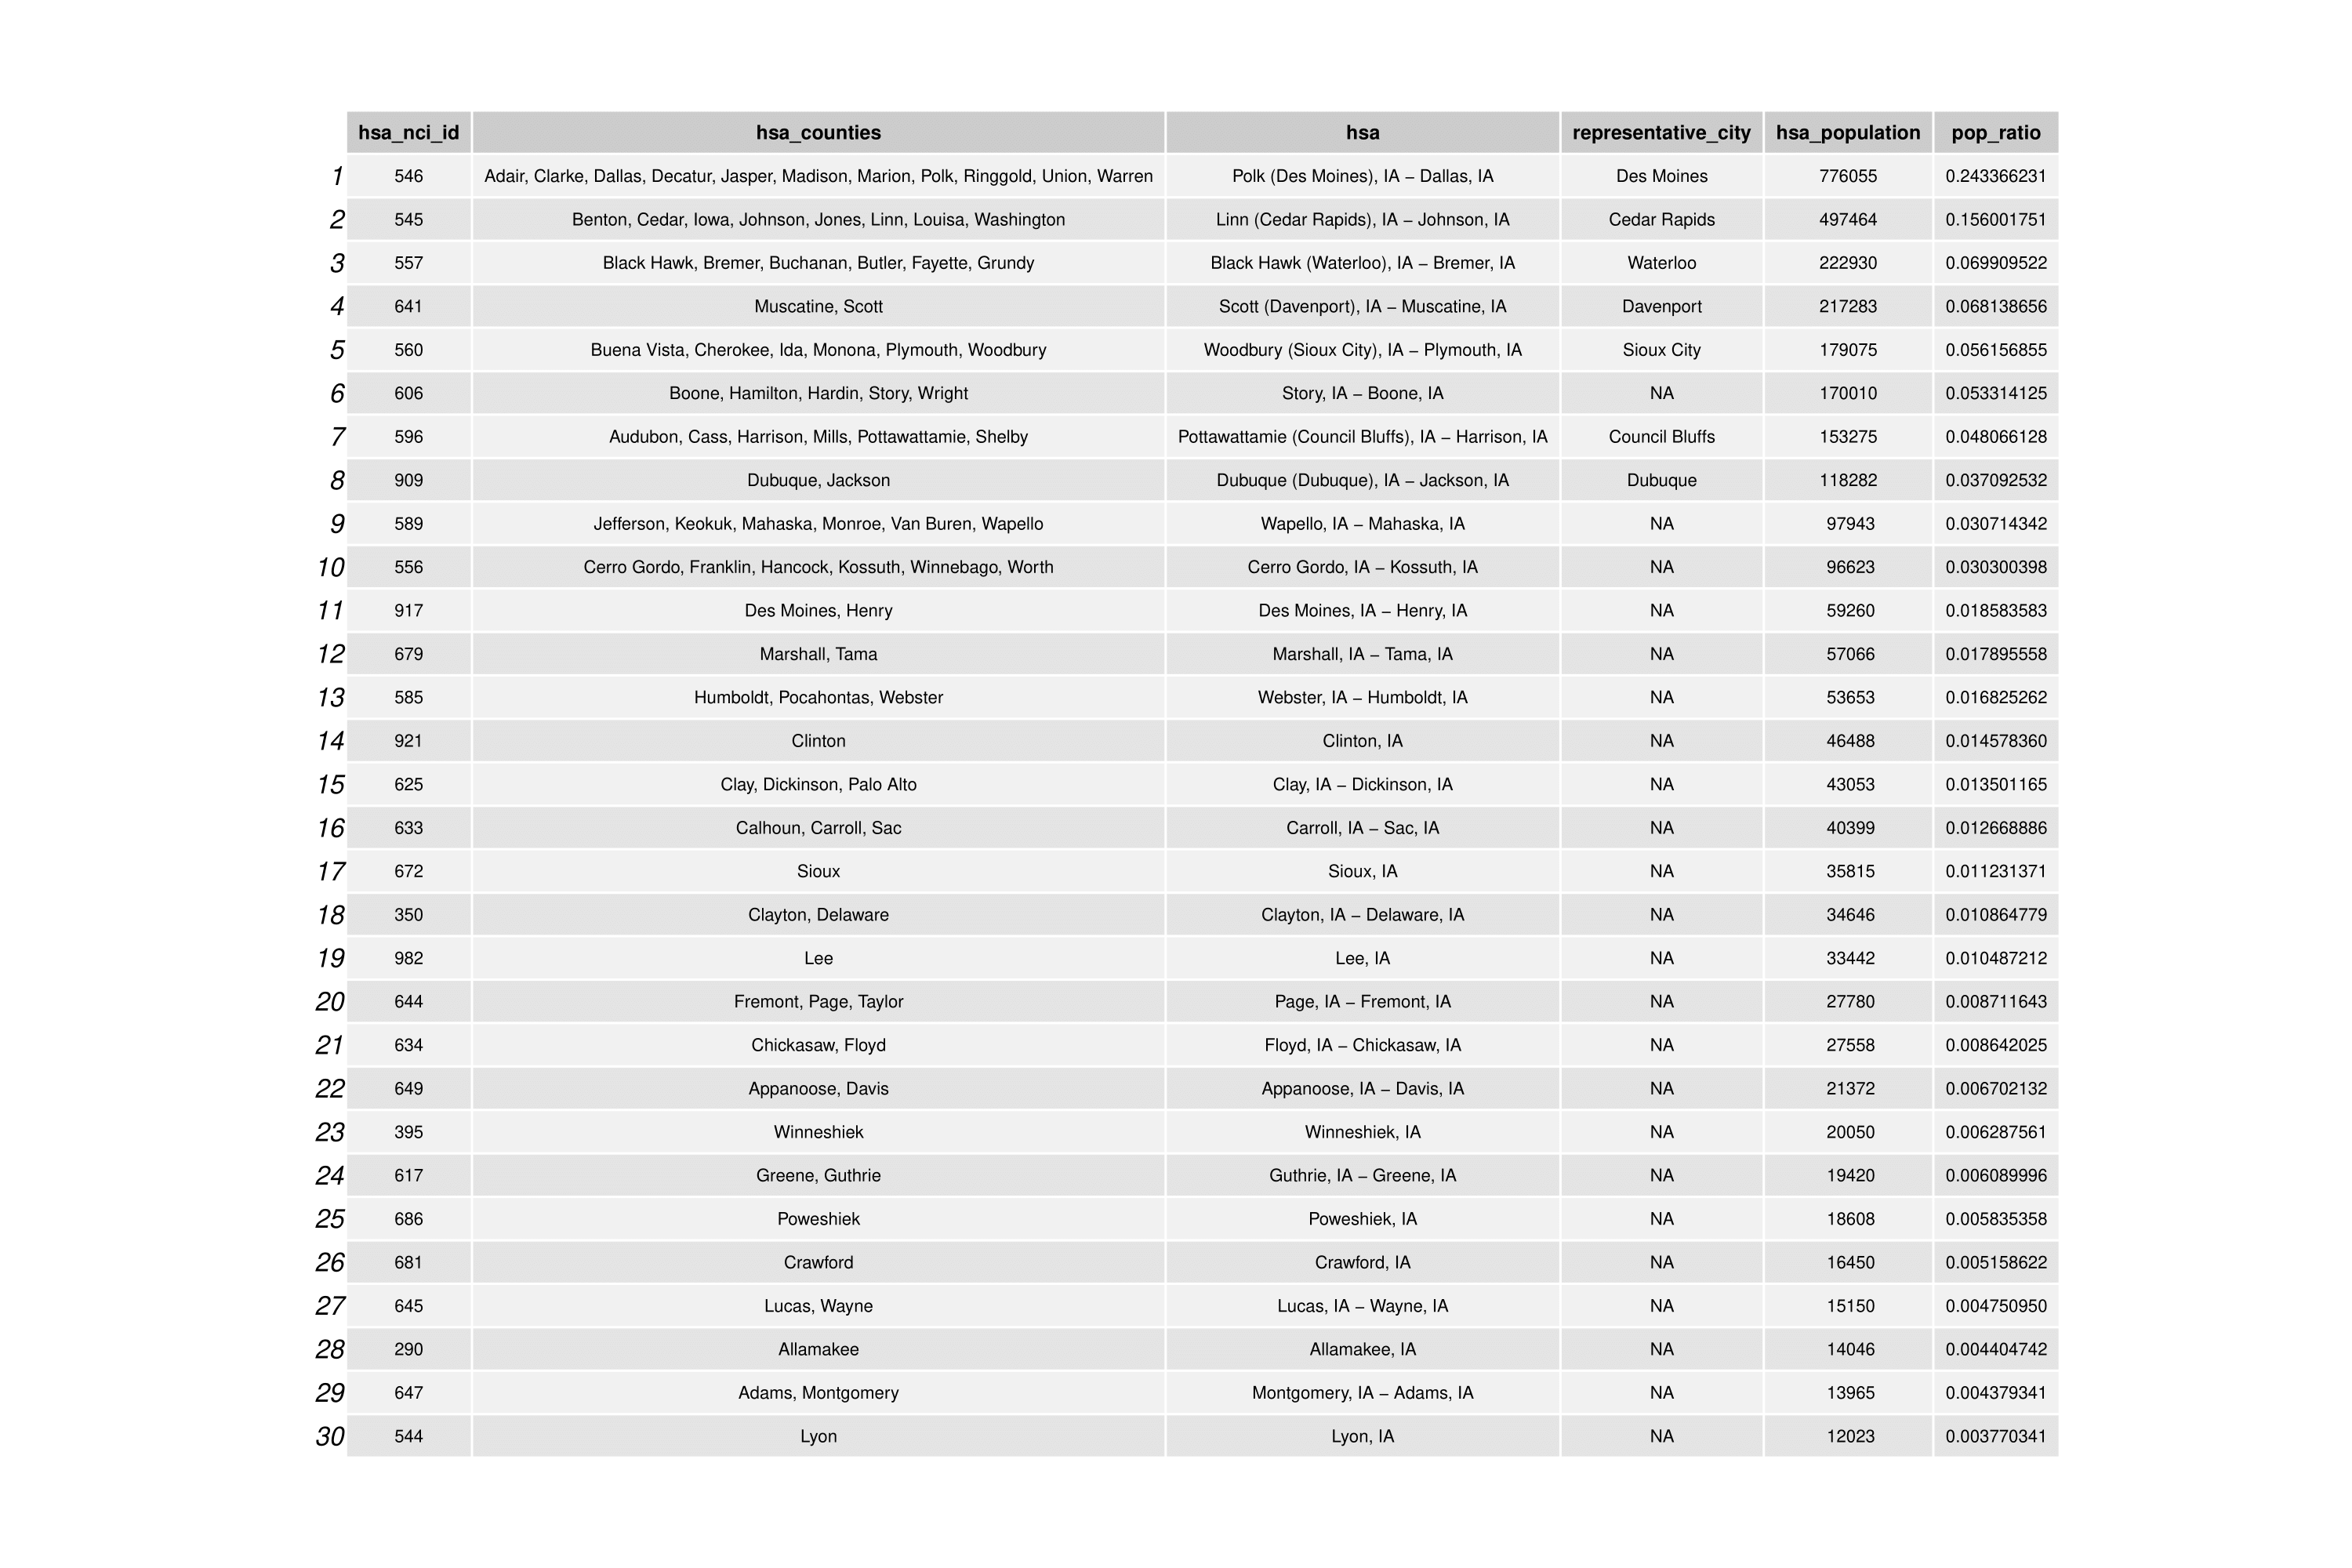 hsa_nci_id hsa_counties hsa representative_city hsa_population pop_ratio
1 546 Adair, Clarke, Dallas, Decatur, Jasper, Madison, Marion, Polk, Ringgold, Union, Warren Polk (Des Moines), IA − Dallas, IA Des Moines 776055 0.243366231
2 545 Benton, Cedar, Iowa, Johnson, Jones, Linn, Louisa, Washington Linn (Cedar Rapids), IA − Johnson, IA Cedar Rapids 497464 0.156001751
3 557 Black Hawk, Bremer, Buchanan, Butler, Fayette, Grundy Black Hawk (Waterloo), IA − Bremer, IA Waterloo 222930 0.069909522
4 641 Muscatine, Scott Scott (Davenport), IA − Muscatine, IA Davenport 217283 0.068138656
5 560 Buena Vista, Cherokee, Ida, Monona, Plymouth, Woodbury Woodbury (Sioux City), IA − Plymouth, IA Sioux City 179075 0.056156855
6 606 Boone, Hamilton, Hardin, Story, Wright Story, IA − Boone, IA NA 170010 0.053314125
7 596 Audubon, Cass, Harrison, Mills, Pottawattamie, Shelby Pottawattamie (Council Bluffs), IA − Harrison, IA Council Bluffs 153275 0.048066128
8 909 Dubuque, Jackson Dubuque (Dubuque), IA − Jackson, IA Dubuque 118282 0.037092532
9 589 Jefferson, Keokuk, Mahaska, Monroe, Van Buren, Wapello Wapello, IA − Mahaska, IA NA 97943 0.030714342
10 556 Cerro Gordo, Franklin, Hancock, Kossuth, Winnebago, Worth Cerro Gordo, IA − Kossuth, IA NA 96623 0.030300398
11 917 Des Moines, Henry Des Moines, IA − Henry, IA NA 59260 0.018583583
12 679 Marshall, Tama Marshall, IA − Tama, IA NA 57066 0.017895558
13 585 Humboldt, Pocahontas, Webster Webster, IA − Humboldt, IA NA 53653 0.016825262
14 921 Clinton Clinton, IA NA 46488 0.014578360
15 625 Clay, Dickinson, Palo Alto Clay, IA − Dickinson, IA NA 43053 0.013501165
16 633 Calhoun, Carroll, Sac Carroll, IA − Sac, IA NA 40399 0.012668886
17 672 Sioux Sioux, IA NA 35815 0.011231371
18 350 Clayton, Delaware Clayton, IA − Delaware, IA NA 34646 0.010864779
19 982 Lee Lee, IA NA 33442 0.010487212
20 644 Fremont, Page, Taylor Page, IA − Fremont, IA NA 27780 0.008711643
21 634 Chickasaw, Floyd Floyd, IA − Chickasaw, IA NA 27558 0.008642025
22 649 Appanoose, Davis Appanoose, IA − Davis, IA NA 21372 0.006702132
23 395 Winneshiek Winneshiek, IA NA 20050 0.006287561
24 617 Greene, Guthrie Guthrie, IA − Greene, IA NA 19420 0.006089996
25 686 Poweshiek Poweshiek, IA NA 18608 0.005835358
26 681 Crawford Crawford, IA NA 16450 0.005158622
27 645 Lucas, Wayne Lucas, IA − Wayne, IA NA 15150 0.004750950
28 290 Allamakee Allamakee, IA NA 14046 0.004404742
29 647 Adams, Montgomery Montgomery, IA − Adams, IA NA 13965 0.004379341
30 544 Lyon Lyon, IA NA 12023 0.003770341